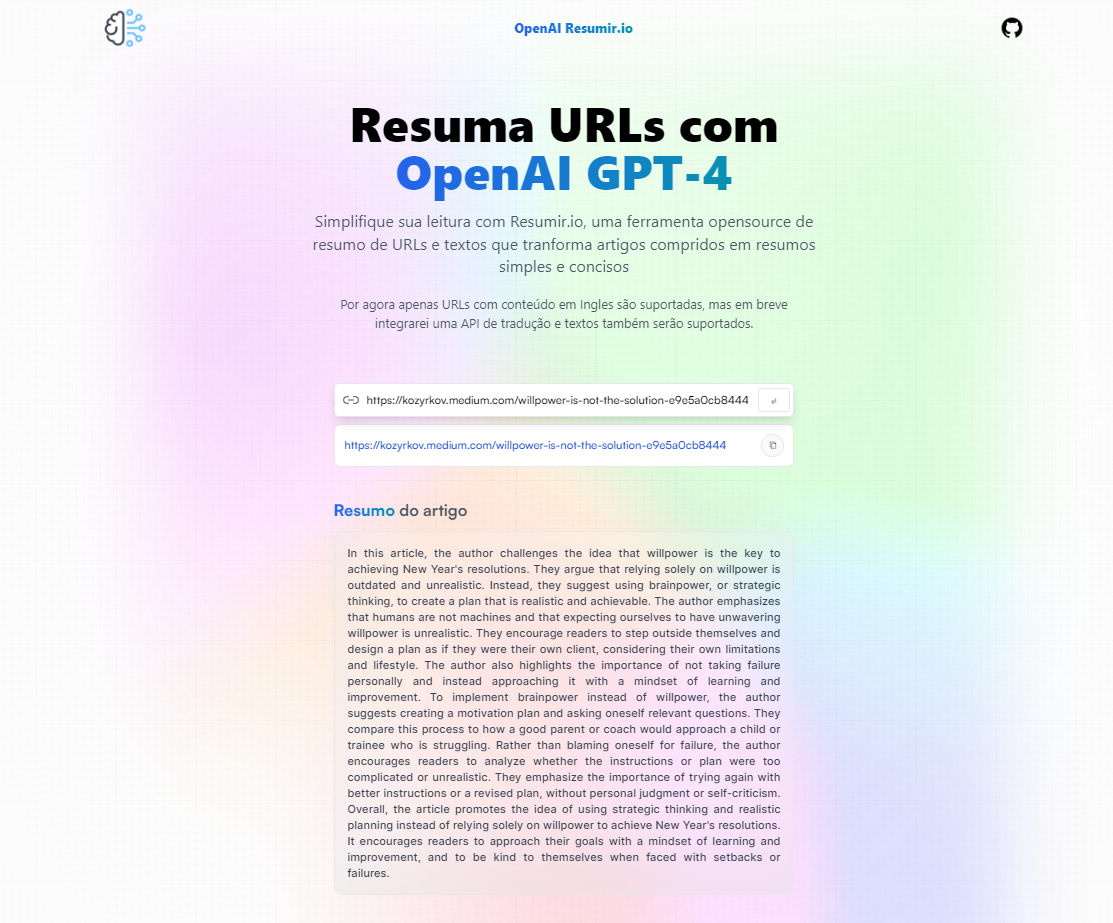 OpenAI Resumir.io
Resuma URLs com
OpenAI GPT-4
Simplifique sua leitura com Resumir.io, uma ferramenta opensource de
resumo de URLs e textos que tranforma artigos compridos em resumos
simples e concisos
Por agora apenas URLs com conteúdo em Ingles são suportadas, mas em breve
integrarei uma API de tradução e textos também serão suportados.
https://kozyrkov.medium.com/willpower-is-not-the-solution-e9e5a0cb8444
https://kozyrkov.medium.com/willpower-is-not-the-solution-e9e5a0cb8444
Resumo do artigo
In this article, the author challenges the idea that willpower is the key to
achieving New Year's resolutions. They argue that relying solely on willpower is
outdated and unrealistic. Instead, they suggest using brainpower, or strategic
thinking, to create a plan that is realistic and achievable. The author emphasizes
that humans are not machines and that expecting ourselves to have unwavering
willpower is unrealistic. They encourage readers to step outside themselves and
design a plan as if they were their own client, considering their own limitations
and lifestyle. The author also highlights the importance of not taking failure
personally and instead approaching it with a mindset of learning and
improvement. To implement brainpower instead of willpower, the author
suggests creating a motivation plan and asking oneself relevant questions. They
compare this process to how a good parent or coach would approach a child or
trainee who is struggling. Rather than blaming oneself for failure, the author
encourages readers to analyze whether the instructions or plan were too
complicated or unrealistic. They emphasize the importance of trying again with
better instructions or a revised plan, without personal judgment or self-criticism.
Overall, the article promotes the idea of using strategic thinking and realistic
planning instead of relying solely on willpower to achieve New Year's resolutions.
It encourages readers to approach their goals with a mindset of learning and
improvement, and to be kind to themselves when faced with setbacks or
failures.